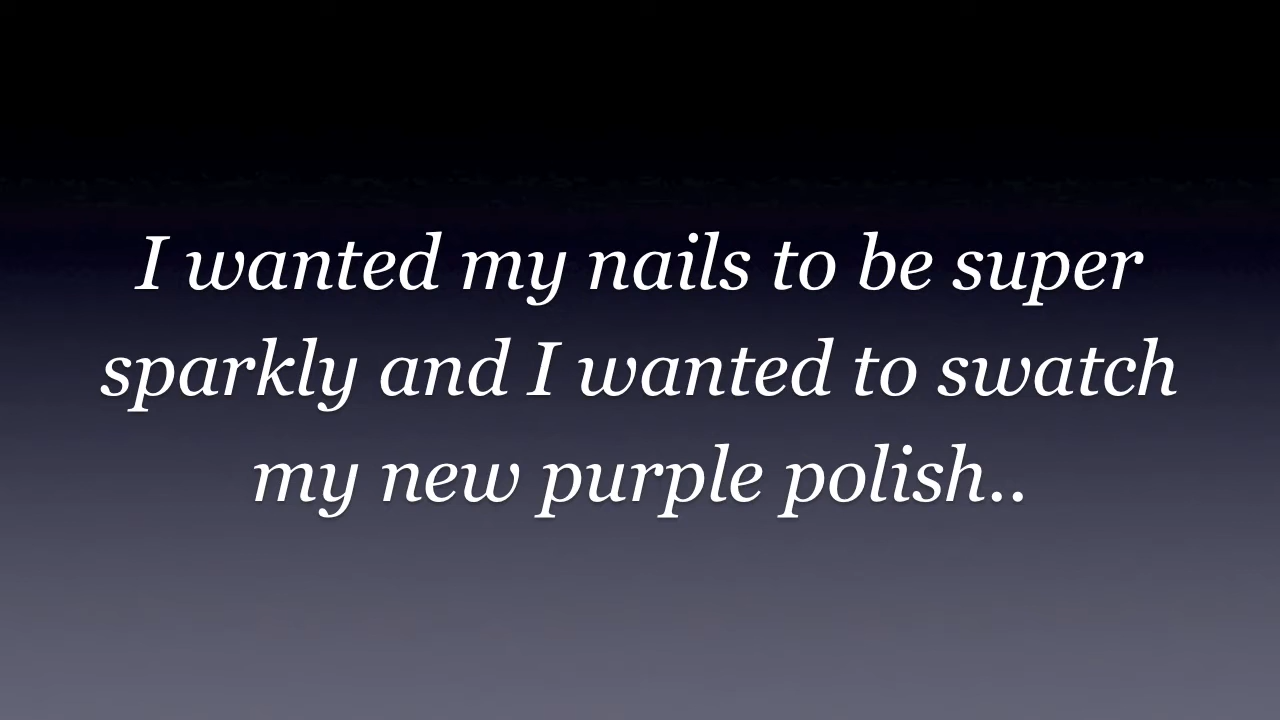 I wanted my nails to be super
sparkly and I wanted to swatch
my new purple polish..